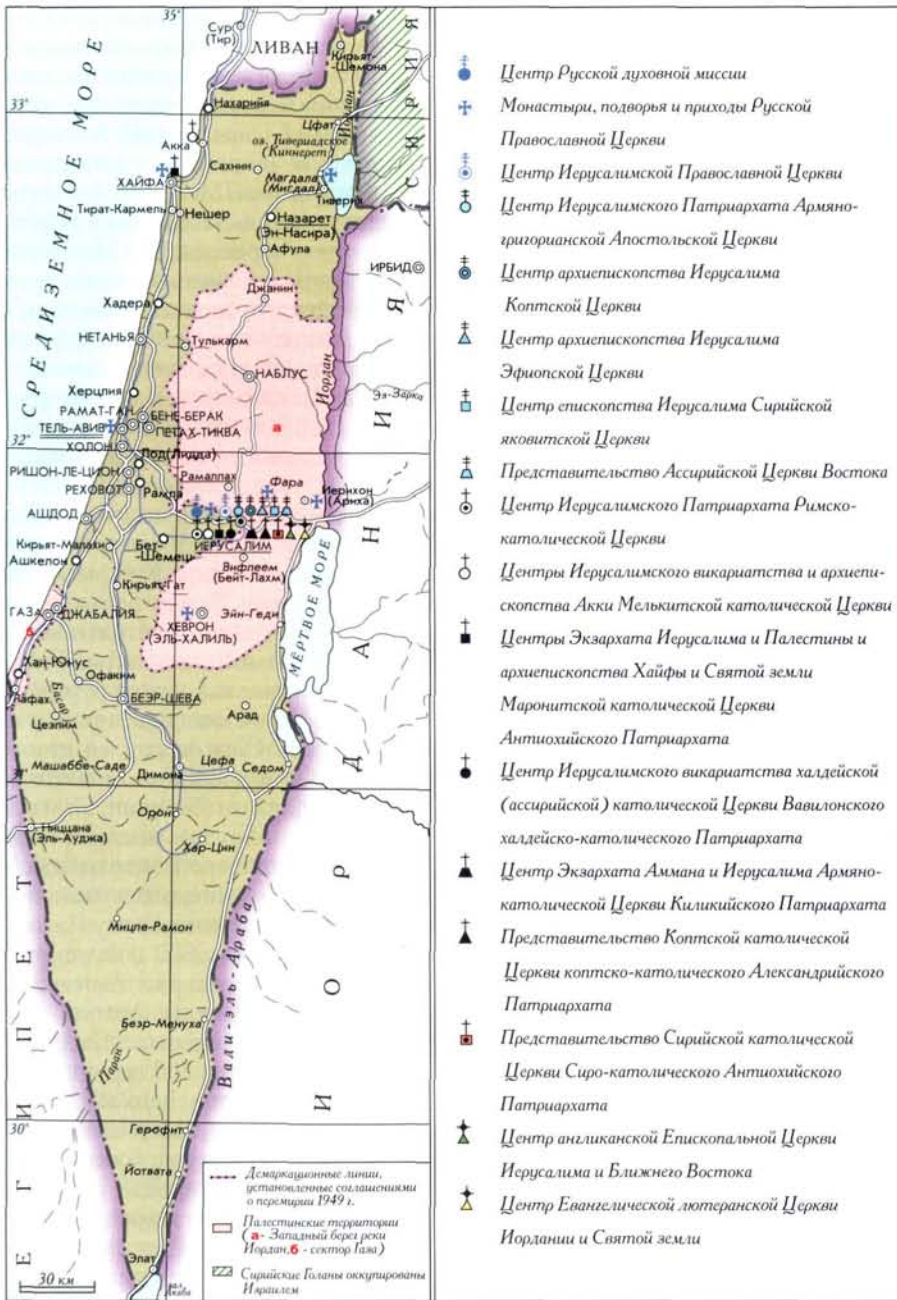 35°
Сур
(Тир)
ЛИВАН
Кирьят-
Шемона
СИРИЯ
33°
Нахария
Цфат
Иордан
Акка
оз. Тивериадское
(Киннерет)
Сахнин
Магдала
(Мигдал)
ХАЙФА
Тверия
Тират-Кармель
Нешер
Назарет
(Эн-Насира)
Афула
ИРБИД
СРЕДИЗЕМНОЕ МОРЕ
Джанин
Хадера
НЕТАНЬЯ
Тулькарм
НАБЛУС
Иордан
Эз-Зарка
Херцлия
РАМАТ-ГАН
БЕНЕ-БЕРАК
а
ТЕЛЬ-АВИВ
ПЕТАХ-ТИКВА
32°
ХОЛОН
Лод(Лидда)
РИШОН-ЛЕ-ЦИОН
Рамаллах
Фара
РЕХОВОТ
Рамла
Иерихон
(Ариха)
АШДОД
Кирьят-Малахи
Бет-
Шемеш
ИЕРУСАЛИМ
Ашкелон
Вифлеем
(Бейт-Лахм)
Кирьят-Гат
ГАЗА
ДЖАБАЛИЯ
Эйн-Геди
ХЕВРОН
(ЭЛЬ-ХАЛИЛЬ)
МЁРТВОЕ МОРЕ
б
Хан-Юнус
Офаким
Рафах
БЕЭР-ШЕВА
Басар
Арад
Цеэлим
Машаббе-Саде
Цефа
Седом
31°
Димона
Орон
Ниццана
(Эль-Ауджа)
Хар-Цин
Мицпе-Рамон
Беэр-Менуха
Вали-эль-Араба
Паран
ЕГИПЕТ
ИОРДАНИЯ
30°
Герофит
Йотвата
Элат
зал.
Акаба
30 км
Демаркационные линии,
установленные соглашениями
о перемирии 1949 г.
Палестинские территории
(а- Западный берег реки
Иордан,б - сектор Газа)
Сирийские Голаны оккупированы
Израилем
Центр Русской духовной миссии
Монастыри, подворья и приходы Русской
Православной Церкви
Центр Иерусалимской Православной Церкви
Центр Иерусалимского Патриархата Армяно-
григорианской Апостольской Церкви
Центр архиепископства Иерусалима
Коптской Церкви
Центр архиепископства Иерусалима
Эфиопской Церкви
Центр епископства Иерусалима Сирийской
яковитской Церкви
Представительство Ассирийской Церкви Востока
Центр Иерусалимского Патриархата Римско-
католической Церкви
Центры Иерусалимского викариатства и архиепи-
скопства Акки Мелькитской католической Церкви
Центры Экзархата Иерусалима и Палестины и
архиепископства Хайфы и Святой земли
Маронитской католической Церкви
Антиохийского Патриархата
Центр Иерусалимского викариатства халдейской
(ассирийской) католической Церкви Вавилонского
халдейско-католического Патриархата
Центр Экзархата Аммана и Иерусалима Армяно-
католической Церкви Киликийского Патриархата
Представительство Коптской католической
Церкви коптско-католического Александрийского
Патриархата
Представительство Сирийской католической
Церкви Сиро-католического Антиохийского
Патриархата
Центр англиканской Епископальной Церкви
Иерусалима и Ближнего Востока
Центр Евангелической лютеранской Церкви
Иордании и Святой земли